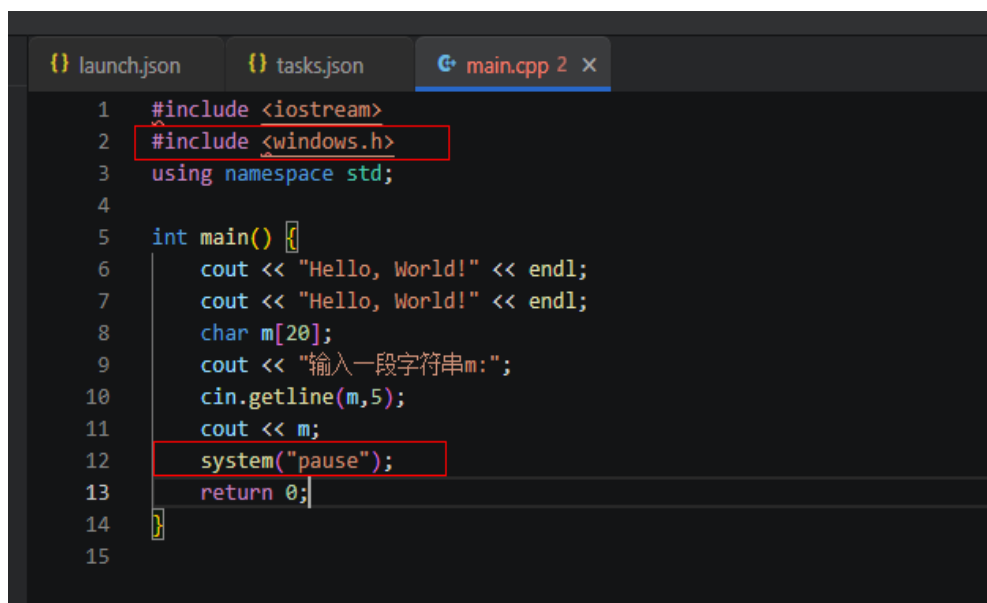 {} launch.json {} tasks.json main.cpp 2 ×
1 #include <iostream>
2 #include <windows.h>
3 using namespace std;
4
5 int main() {
6 cout << "Hello, World!" << endl;
7 cout << "Hello, World!" << endl;
8 char m[20];
9 cout << "输入一段字符串m:";
10 cin.getline(m,5);
11 cout << m;
12 system("pause");
13 return 0;
14 }
15